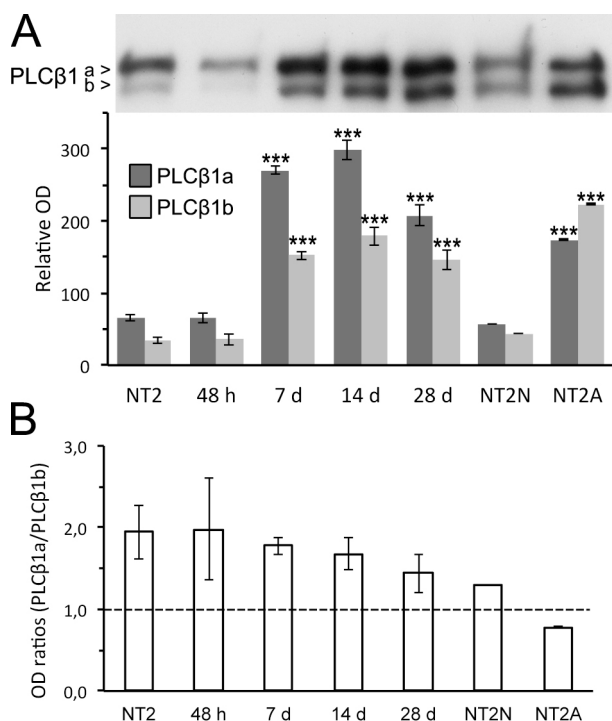 A
PLCβ1 a >
b >
300
200
100
0
Relative OD
PLCβ1a
PLCβ1b
*** *** *** *** *** *** *** ***
NT2 48 h 7 d 14 d 28 d NT2N NT2A
B
3,0
2,0
1,0
0,0
OD ratios (PLCβ1a/PLCβ1b)
NT2 48 h 7 d 14 d 28 d NT2N NT2A